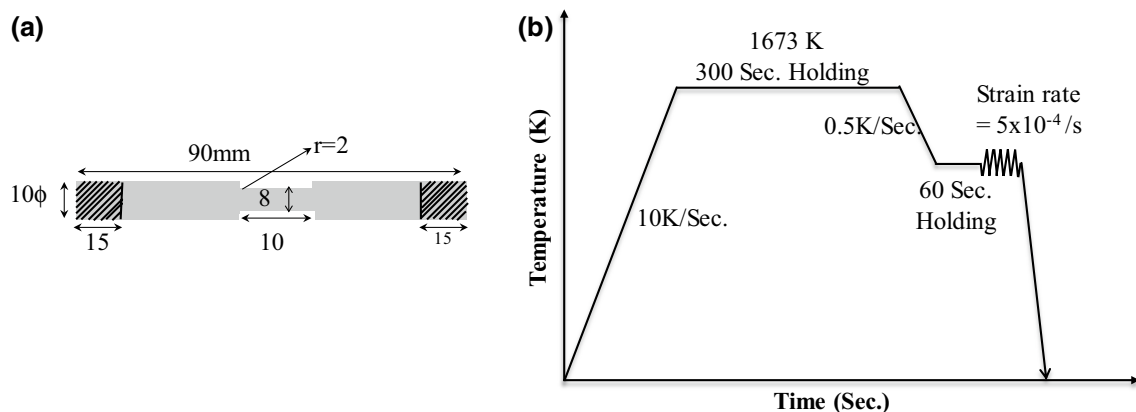 (a)
90mm
r=2
10ϕ
8
15
10
15
(b)
1673 K
300 Sec. Holding
Strain rate
= 5x10⁻⁴ /s
0.5K/Sec.
60 Sec.
Holding
10K/Sec.
Temperature (K)
Time (Sec.)